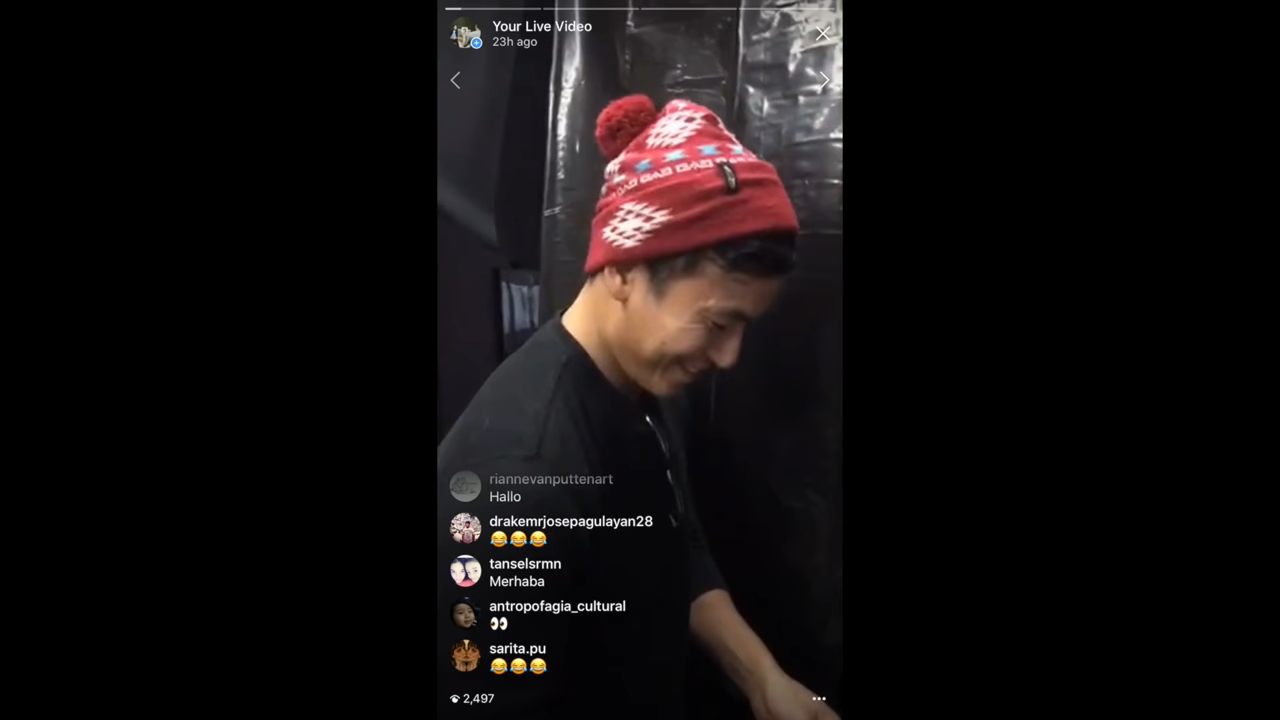 Your Live Video
23h ago
riannevanputtenart
Hallo
drakemrjosepagulayan28
😂😂😂
tanselsrmn
Merhaba
antropofagia_cultural
👀
sarita.pu
😂😂😂
2,497